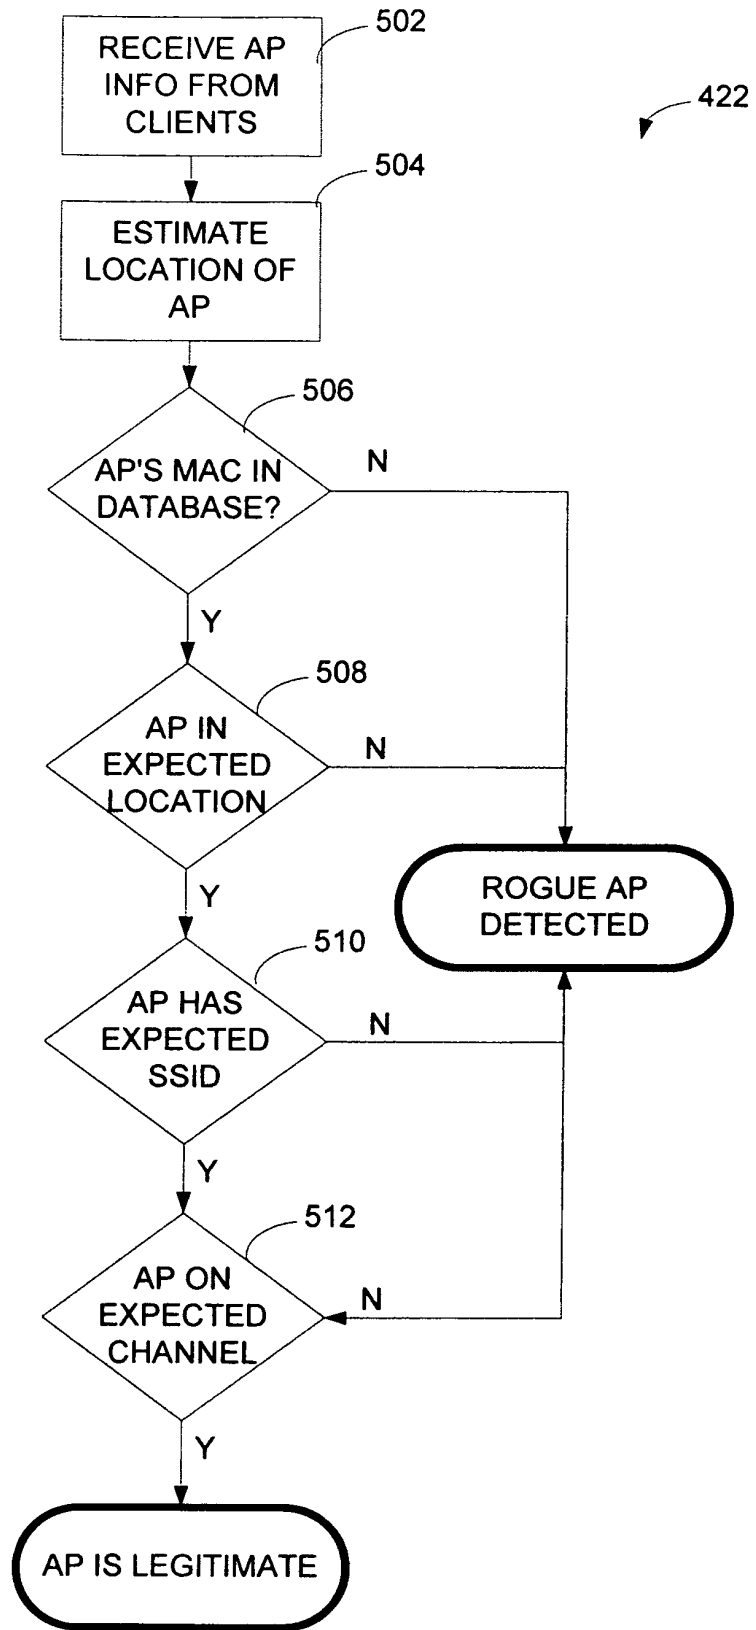 502
RECEIVE AP
INFO FROM
CLIENTS
422
504
ESTIMATE
LOCATION OF
AP
506
AP'S MAC IN
DATABASE?
N
Y
508
AP IN
EXPECTED
LOCATION
N
Y
ROGUE AP
DETECTED
510
AP HAS
EXPECTED
SSID
N
Y
512
AP ON
EXPECTED
CHANNEL
N
Y
AP IS LEGITIMATE